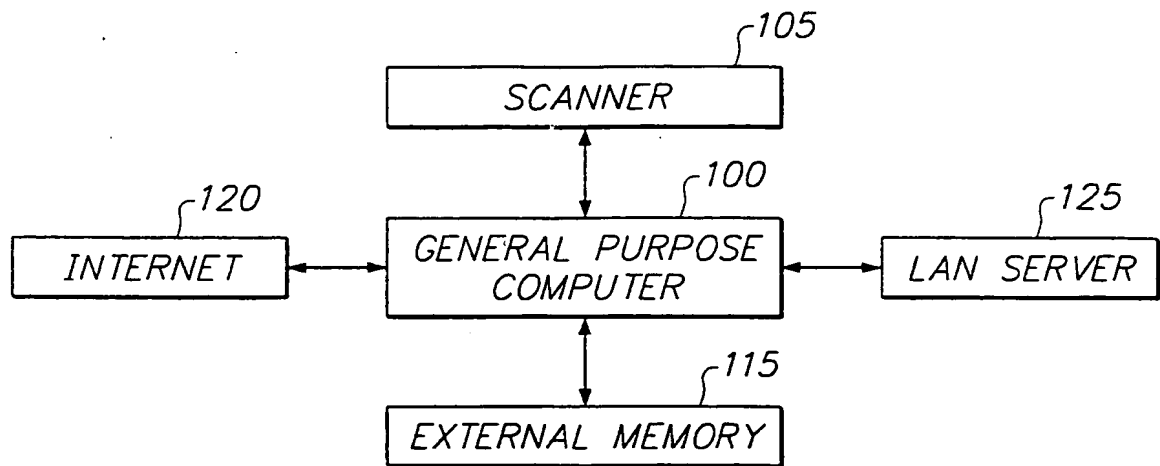 105
SCANNER
100
120
125
GENERAL PURPOSE
COMPUTER
INTERNET
LAN SERVER
115
EXTERNAL MEMORY